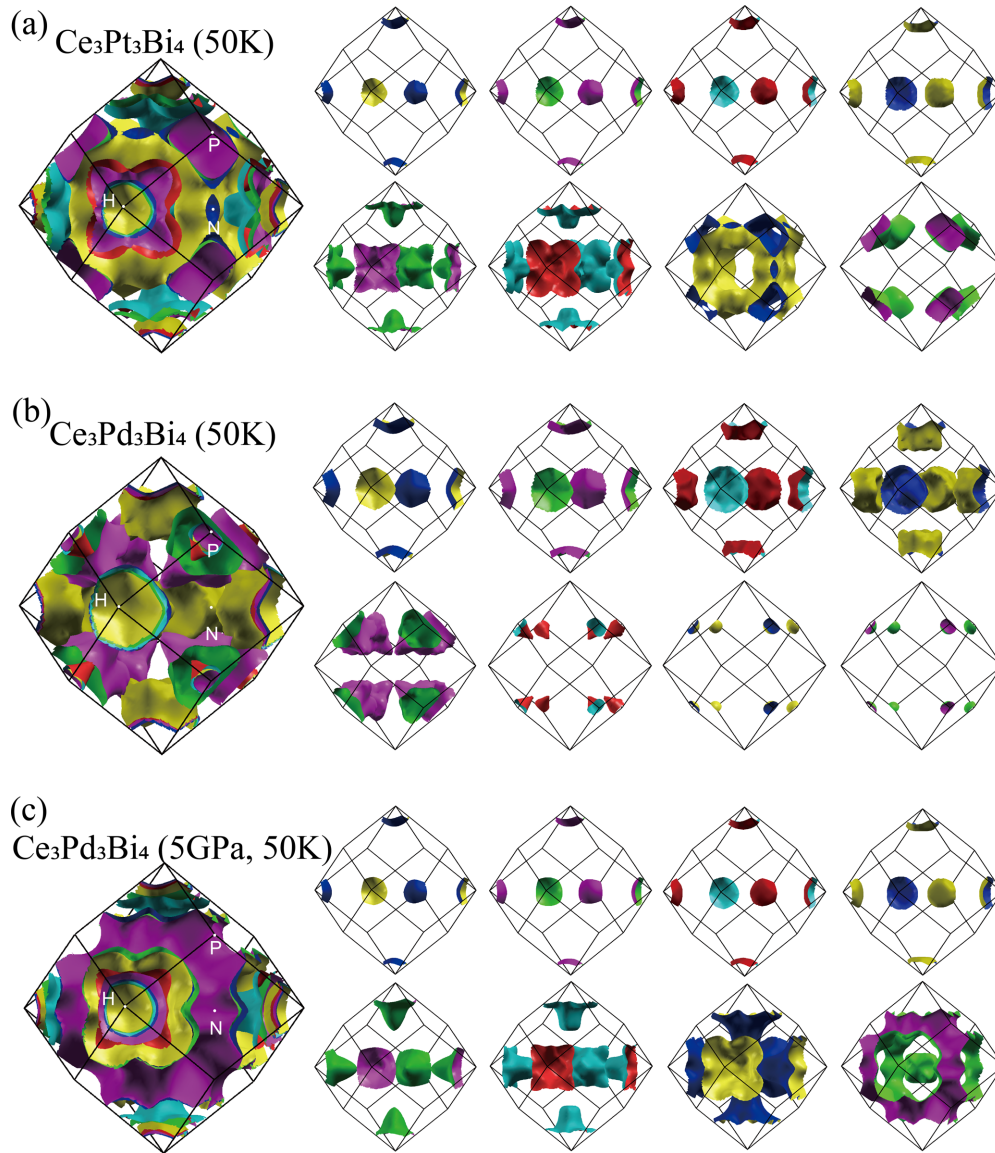 (a)
Ce₃Pt₃Bi₄ (50K)
P
H
N
(b)
Ce₃Pd₃Bi₄ (50K)
P
H
N
(c)
Ce₃Pd₃Bi₄ (5GPa, 50K)
P
H
N